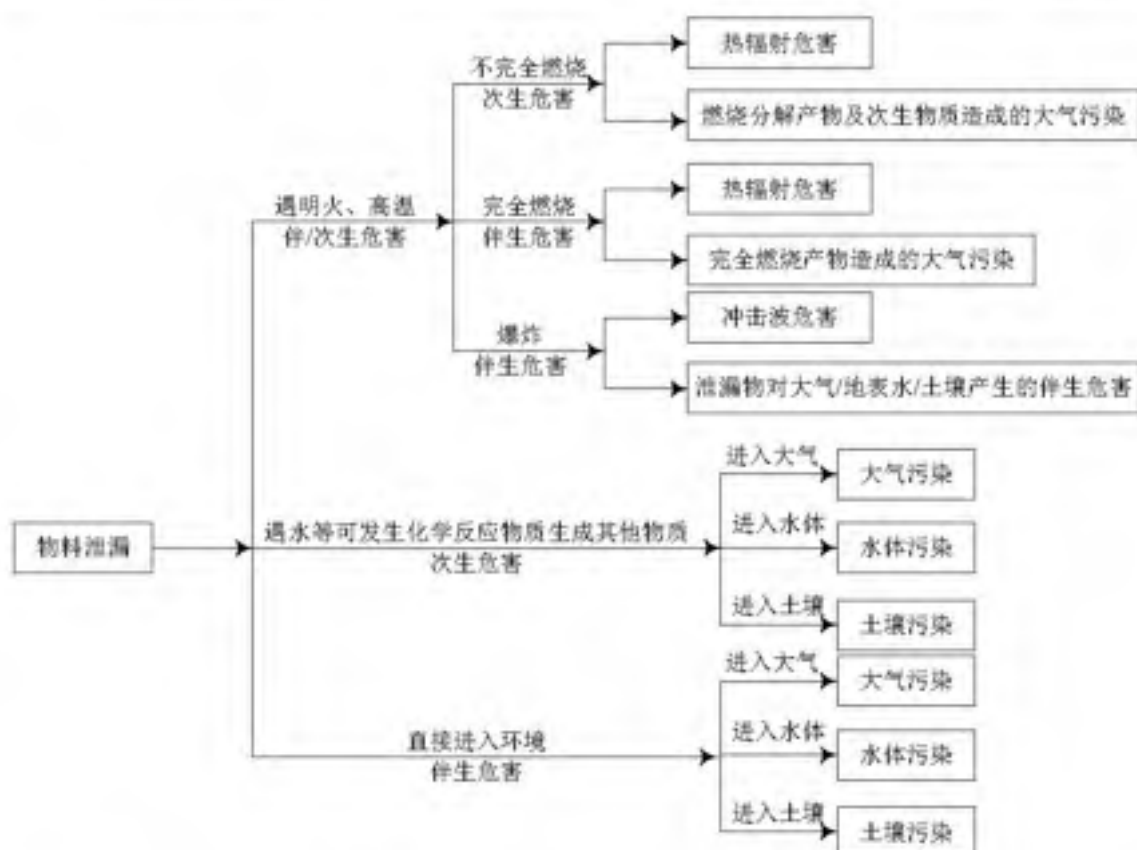 热辐射危害
不完全燃烧
次生危害
燃烧分解产物及次生物质造成的大气污染
热辐射危害
遇明火、高温
伴/次生危害
完全燃烧
伴生危害
完全燃烧产物造成的大气污染
冲击波危害
爆炸
伴生危害
泄漏物对大气/地表水/土壤产生的伴生危害
进入大气
大气污染
物料泄漏
遇水等可发生化学反应物质生成其他物质
次生危害
进入水体
水体污染
进入土壤
土壤污染
进入大气
大气污染
直接进入环境
伴生危害
进入水体
水体污染
进入土壤
土壤污染